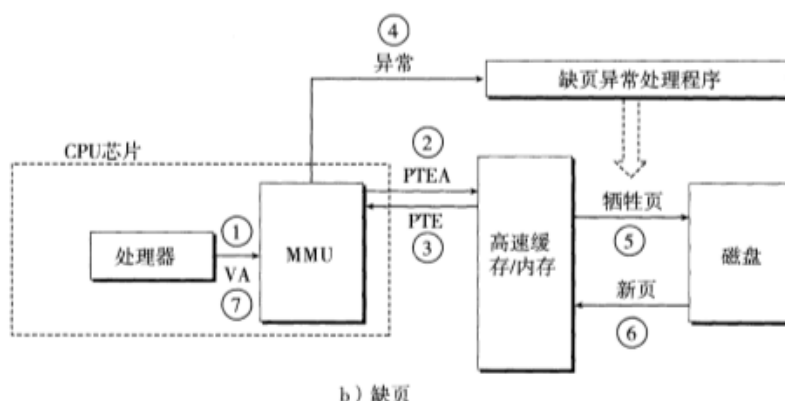 ④
异常
缺页异常处理程序
CPU芯片
②
PTEA
处理器
①
VA
⑦
MMU
PTE
③
高速缓
存/内存
牺牲页
⑤
磁盘
新页
⑥
b）缺页